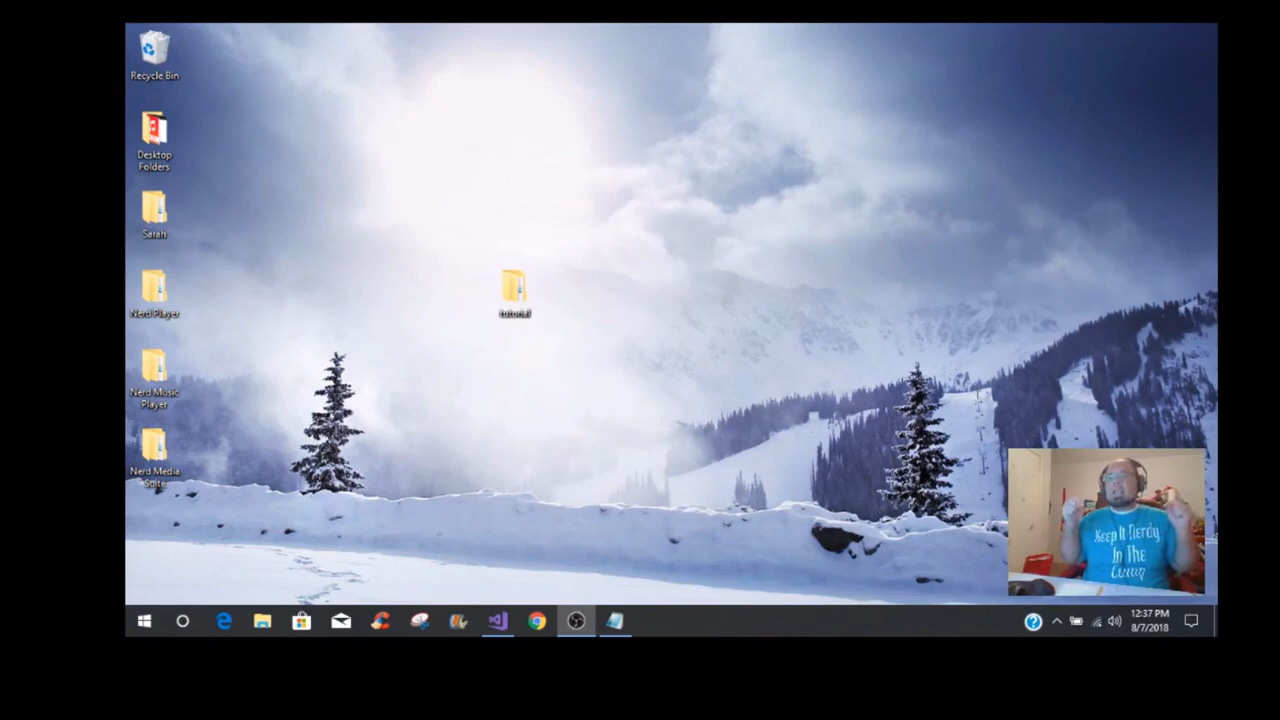 Recycle Bin
Desktop
Folders
Sarah
Nerd Player
Nerd Music
Player
Nerd Media
Suite
tutorial
Keep It Nerdy
In The
12:37 PM
8/7/2018